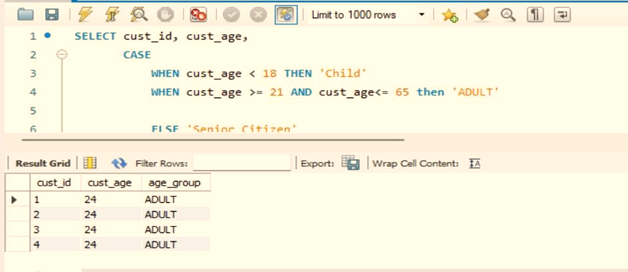 Limit to 1000 rows
1 SELECT cust_id, cust_age,
2 CASE
3 WHEN cust_age < 18 THEN 'Child'
4 WHEN cust_age >= 21 AND cust_age<= 65 then 'ADULT'
5
6 ELSE 'Senior Citizen'
Result Grid Filter Rows: Export: Wrap Cell Content: IA
cust_id cust_age age_group
1 24 ADULT
2 24 ADULT
3 24 ADULT
4 24 ADULT